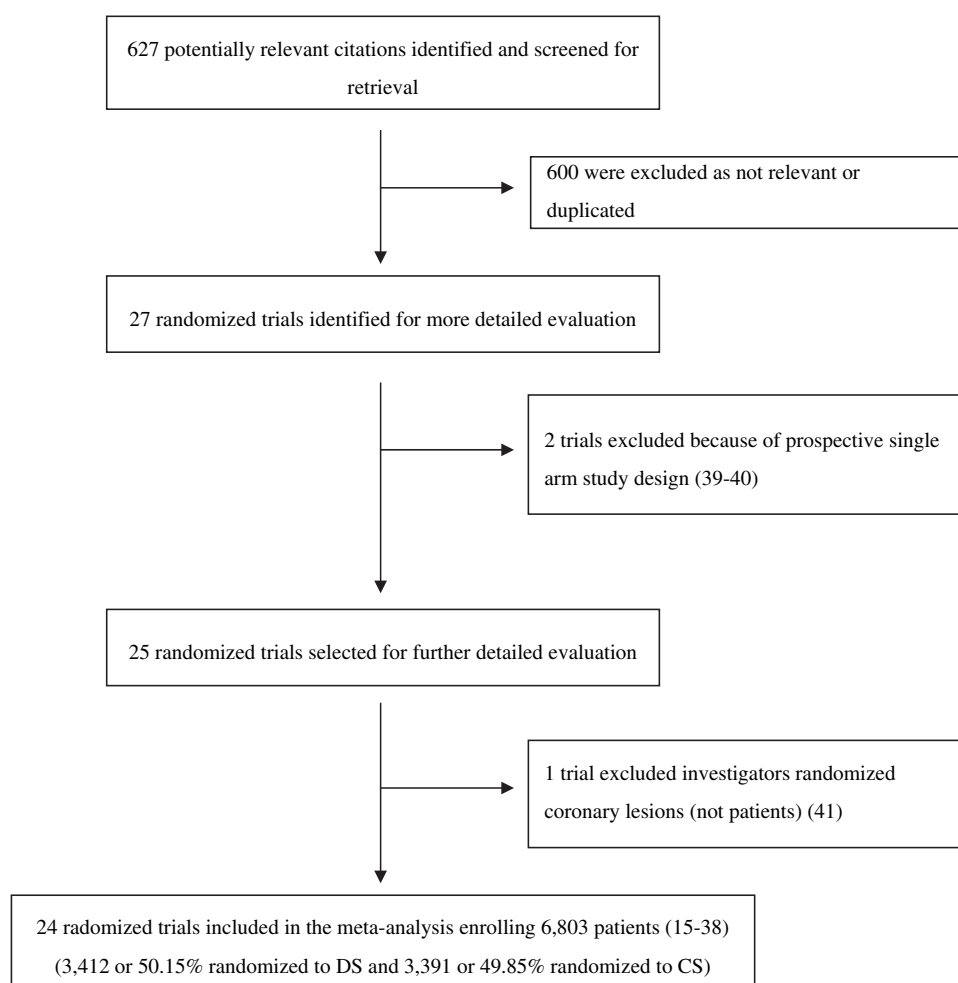 627 potentially relevant citations identified and screened for
retrieval
600 were excluded as not relevant or
duplicated
27 randomized trials identified for more detailed evaluation
2 trials excluded because of prospective single
arm study design (39-40)
25 randomized trials selected for further detailed evaluation
1 trial excluded investigators randomized
coronary lesions (not patients) (41)
24 radomized trials included in the meta-analysis enrolling 6,803 patients (15-38)
(3,412 or 50.15% randomized to DS and 3,391 or 49.85% randomized to CS)